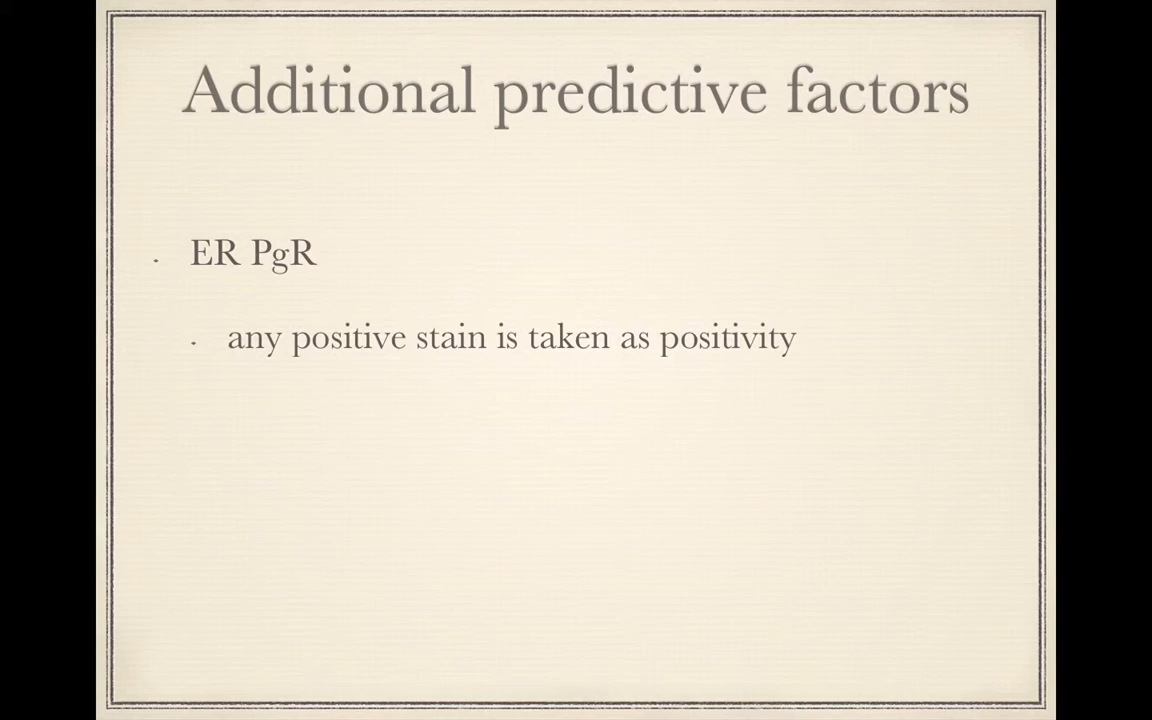 Additional predictive factors
ER PgR
any positive stain is taken as positivity